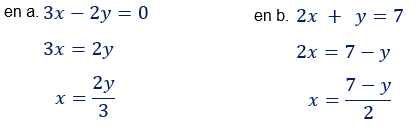 en a. 3x − 2y = 0
3x = 2y
x = 2y/3
en b. 2x + y = 7
2x = 7 − y
x = (7 − y)/2